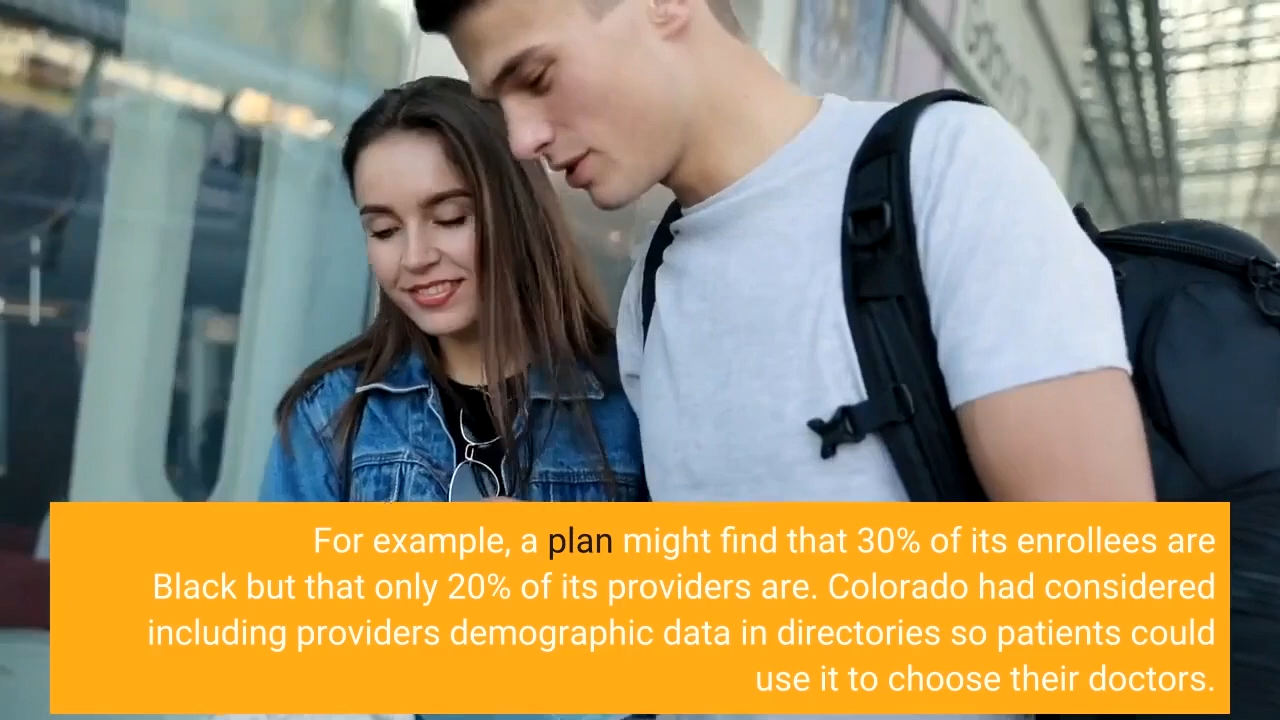 For example, a plan might find that 30% of its enrollees are
Black but that only 20% of its providers are. Colorado had considered
including providers demographic data in directories so patients could
use it to choose their doctors.